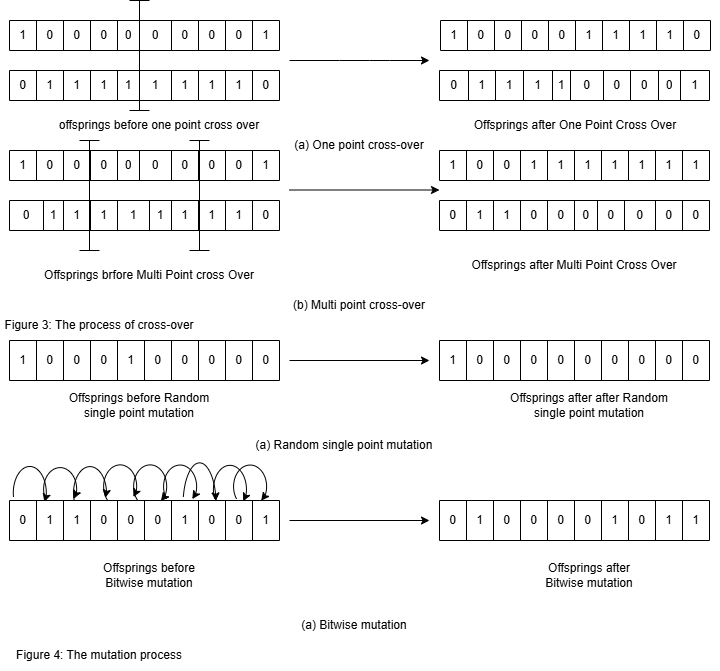 1 0 0 0 0 0 0 0 0 1
1 0 0 0 0 1 1 1 1 0
0 1 1 1 1 1 1 1 1 0
0 1 1 1 1 0 0 0 0 1
offsprings before one point cross over
Offsprings after One Point Cross Over
(a) One point cross-over
1 0 0 0 0 0 0 0 0 1
1 0 0 1 1 1 1 1 1 1
0 1 1 1 1 1 1 1 1 0
0 1 1 0 0 0 0 0 0 0
Offsprings brfore Multi Point cross Over
Offsprings after Multi Point Cross Over
(b) Multi point cross-over
Figure 3: The process of cross-over
1 0 0 0 1 0 0 0 0 0
1 0 0 0 0 0 0 0 0 0
Offsprings before Random
single point mutation
Offsprings after after Random
single point mutation
(a) Random single point mutation
0 1 1 0 0 0 1 0 0 1
0 1 0 0 0 0 1 0 1 1
Offsprings before
Bitwise mutation
Offsprings after
Bitwise mutation
(a) Bitwise mutation
Figure 4: The mutation process